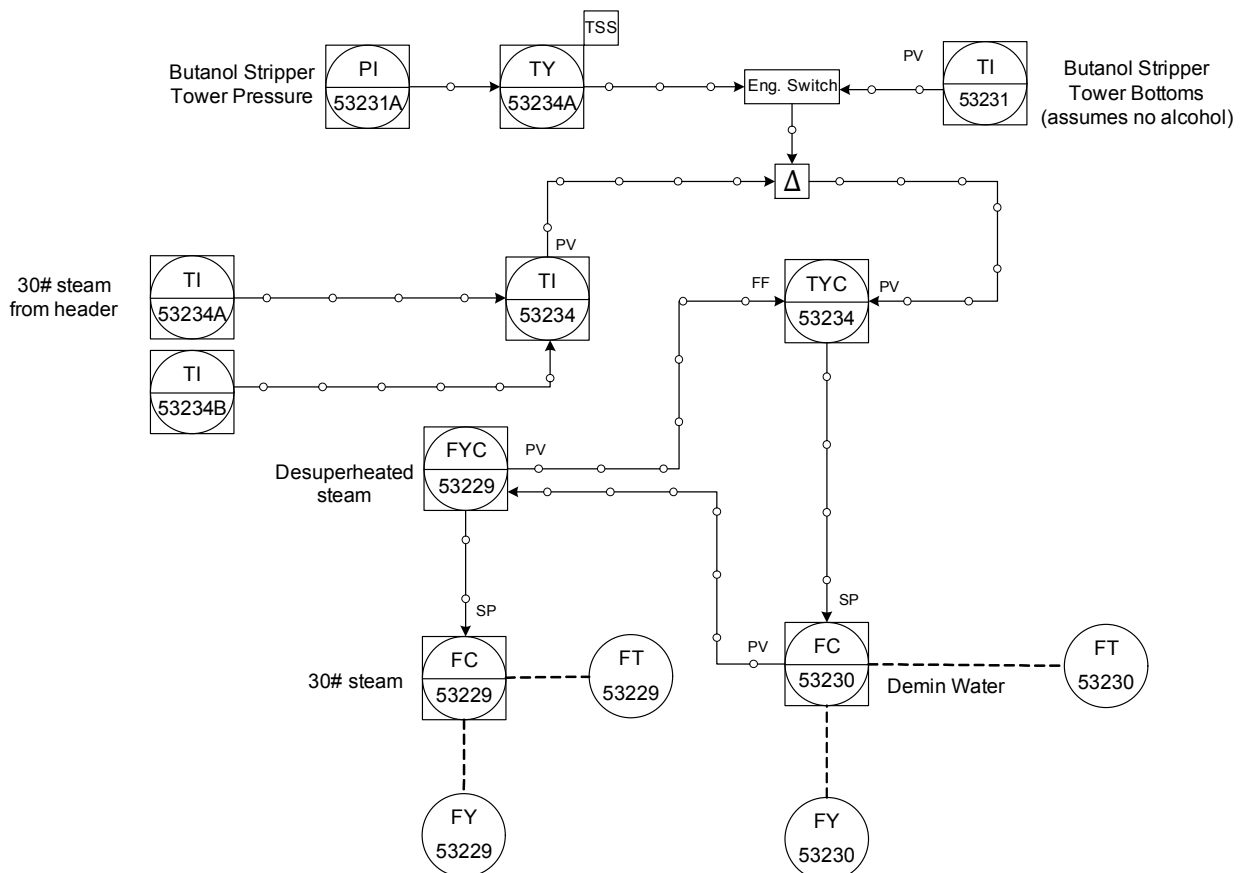 TSS
Butanol Stripper
Tower Pressure
PI
53231A
TY
53234A
Eng. Switch
PV
TI
53231
Butanol Stripper
Tower Bottoms
(assumes no alcohol)
Δ
PV
30# steam
from header
TI
53234A
TI
53234
FF
TYC
53234
PV
TI
53234B
Desuperheated
steam
FYC
53229
PV
SP
SP
30# steam
FC
53229
FT
53229
PV
FC
53230
Demin Water
FT
53230
FY
53229
FY
53230